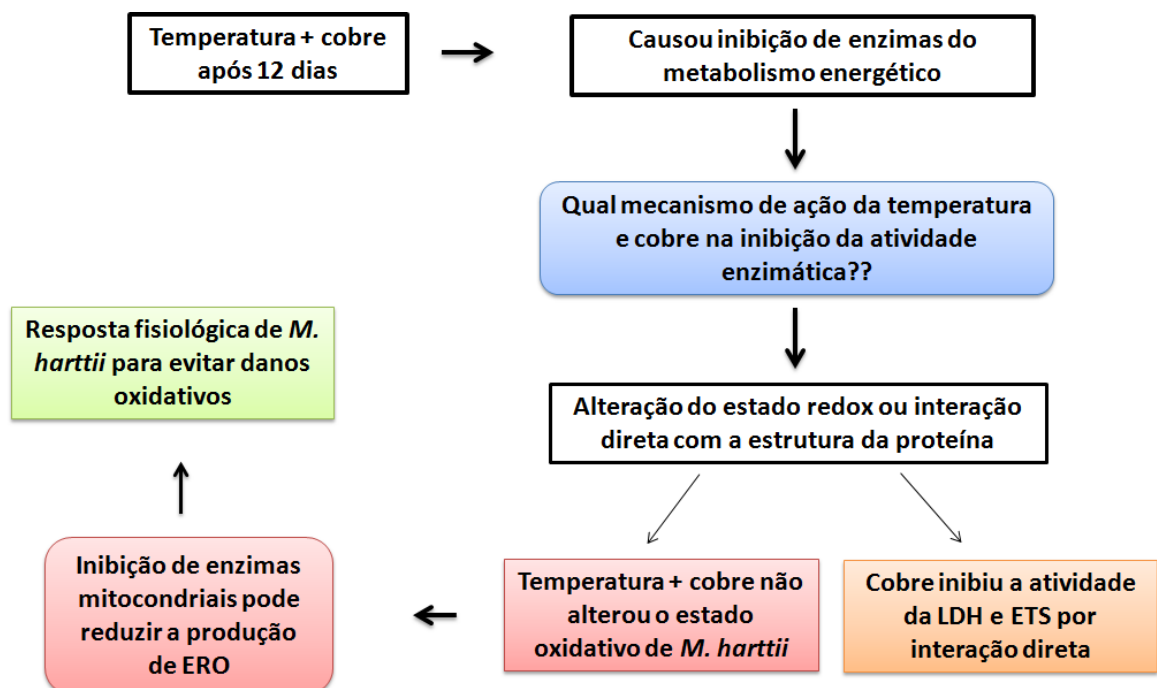 Temperatura + cobre
após 12 dias
Causou inibição de enzimas do
metabolismo energético
Qual mecanismo de ação da temperatura
e cobre na inibição da atividade
enzimática??
Alteração do estado redox ou interação
direta com a estrutura da proteína
Cobre inibiu a atividade
da LDH e ETS por
interação direta
Temperatura + cobre não
alterou o estado
oxidativo de M. harttii
Inibição de enzimas
mitocondriais pode
reduzir a produção
de ERO
Resposta fisiológica de M.
harttii para evitar danos
oxidativos